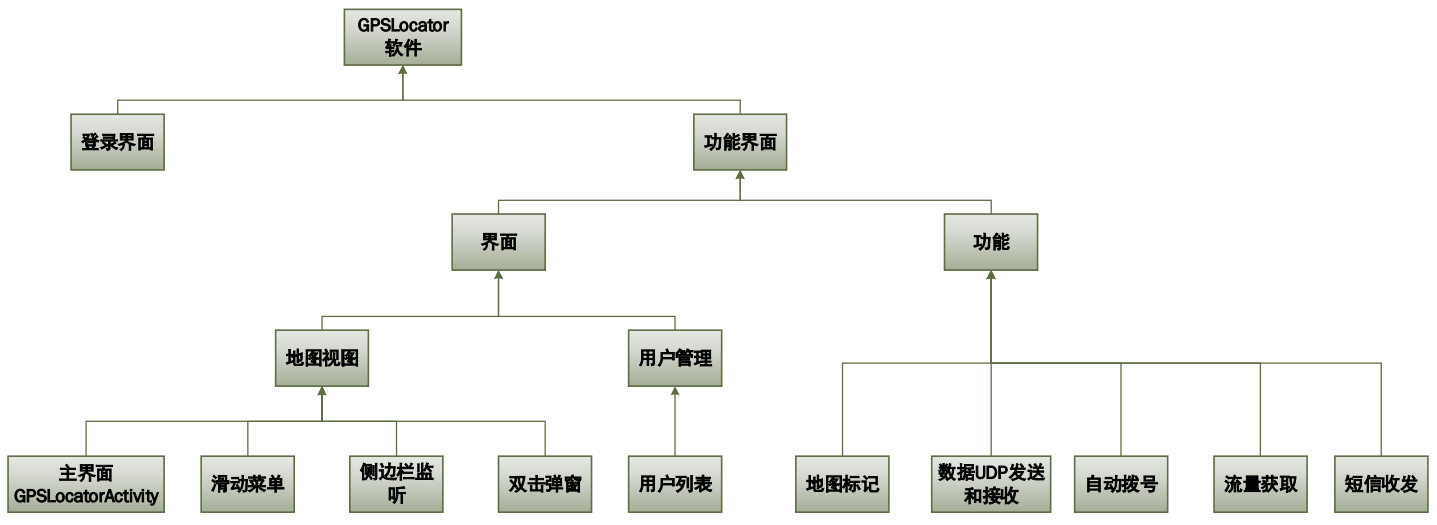 GPSLocator
软件
登录界面
功能界面
界面
功能
地图视图
用户管理
主界面
GPSLocatorActivity
滑动菜单
侧边栏监
听
双击弹窗
用户列表
地图标记
数据UDP发送
和接收
自动拨号
流量获取
短信收发